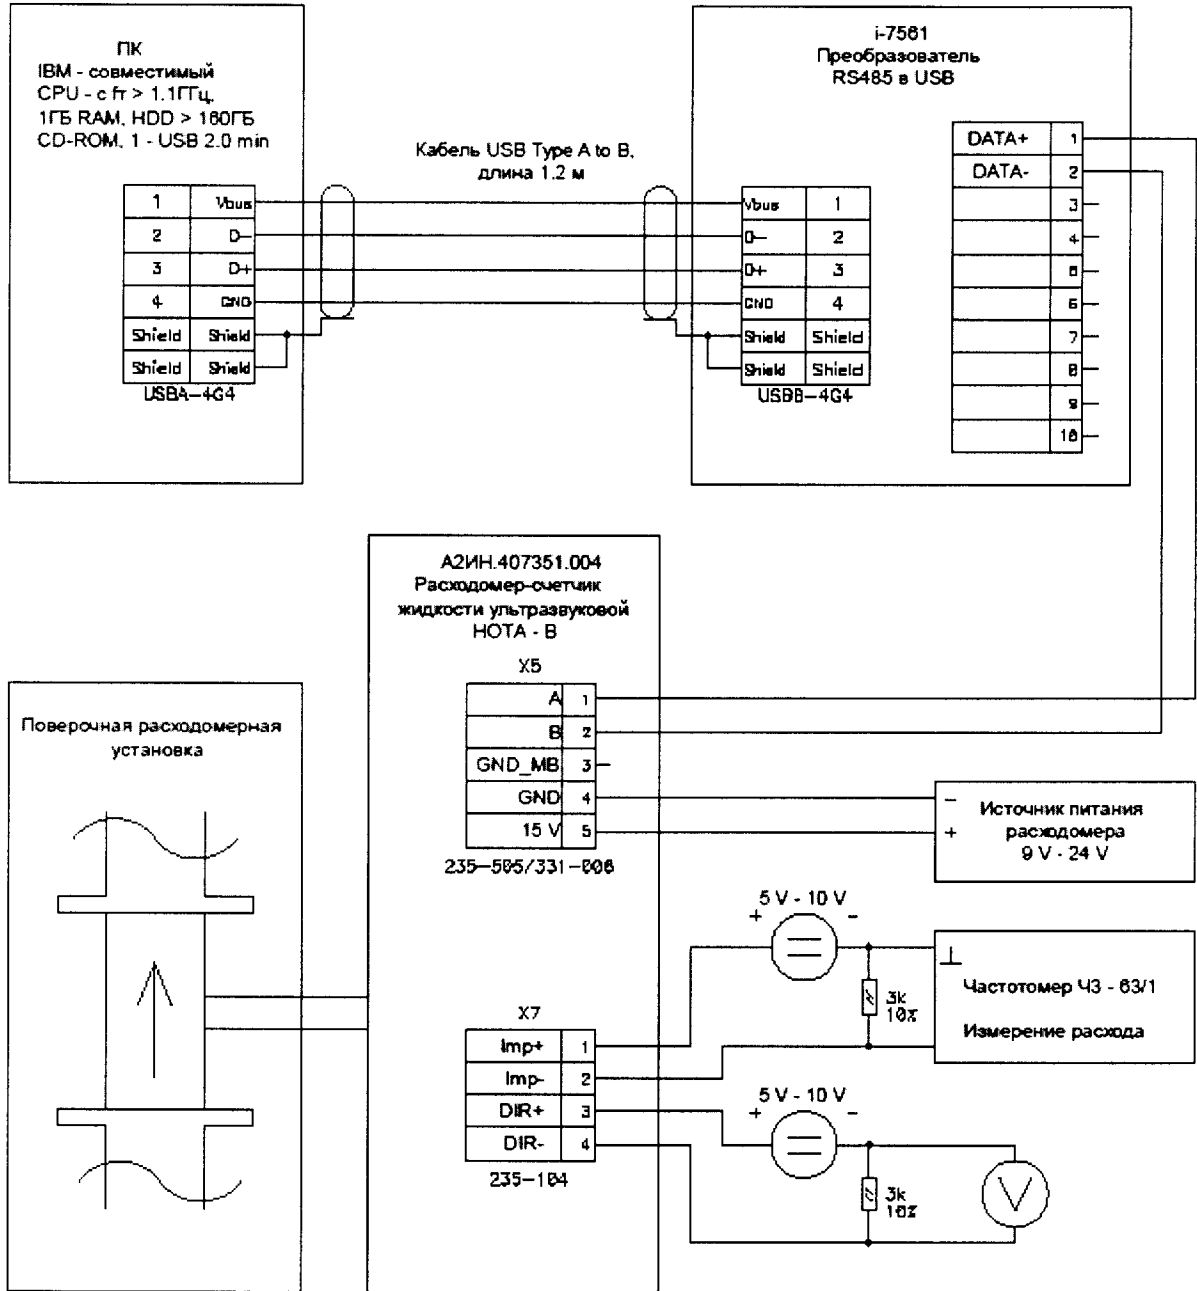 ПК
IBM - совместимый
CPU - с fт > 1.1ГГц,
1ГБ RAM, HDD > 160ГБ
CD-ROM, 1 - USB 2.0 min
1 Vbus
2 D-
3 D+
4 GND
Shield Shield
Shield Shield
USBA-4G4
Кабель USB Type A to B,
длина 1.2 м
i-7561
Преобразователь
RS485 в USB
Vbus 1
D- 2
D+ 3
GND 4
Shield Shield
Shield Shield
USBB-4G4
DATA+ 1
DATA- 2
3
4
5
6
7
8
9
10
А2ИН.407351.004
Расходомер-счетчик
жидкости ультразвуковой
НОТА - В
X5
A 1
B 2
GND_MB 3
GND 4
15 V 5
235-505/331-006
Поверочная расходомерная
установка
- Источник питания
+ расходомера
9 V - 24 V
5 V - 10 V
+ -
3k
10%
⊥
Частотомер ЧЗ - 63/1
Измерение расхода
X7
Imp+ 1
Imp- 2
DIR+ 3
DIR- 4
235-104
5 V - 10 V
+ -
3k
10%
V